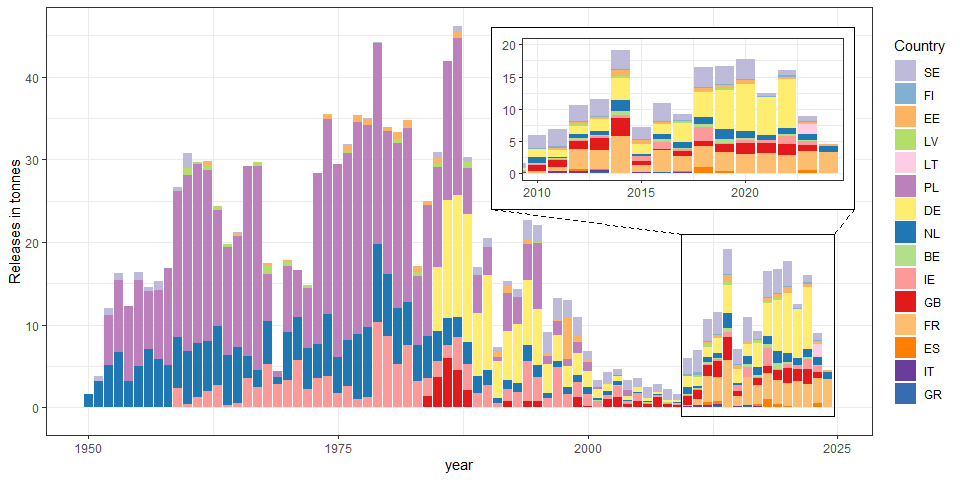 Releases in tonnes
40
30
20
10
0
1950
1975
2000
2025
year
20
15
10
5
0
2010
2015
2020
Country
SE
FI
EE
LV
LT
PL
DE
NL
BE
IE
GB
FR
ES
IT
GR